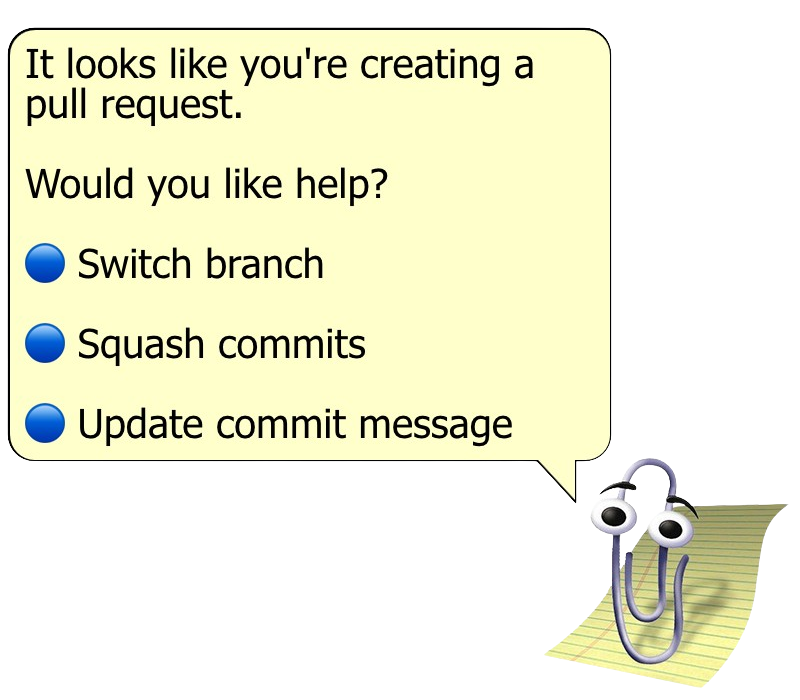 It looks like you're creating a
pull request.
Would you like help?
Switch branch
Squash commits
Update commit message